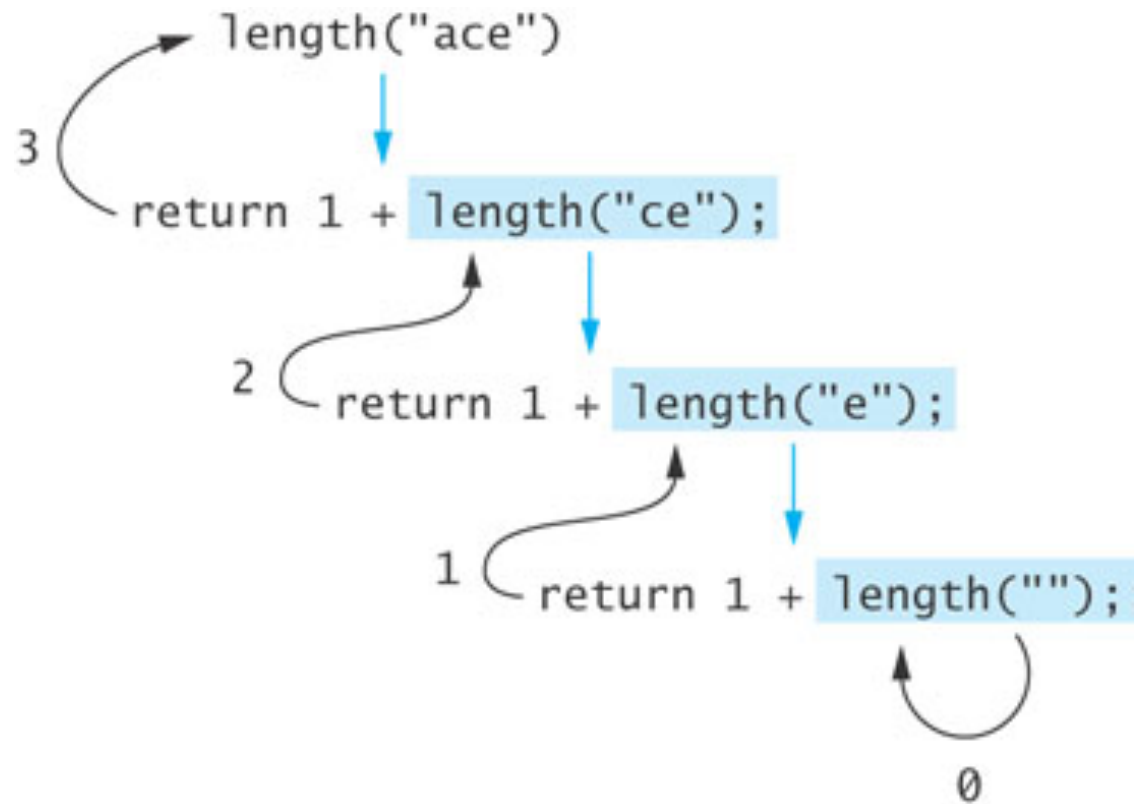 length("ace")
3
return 1 + length("ce");
2
return 1 + length("e");
1
return 1 + length("");
0